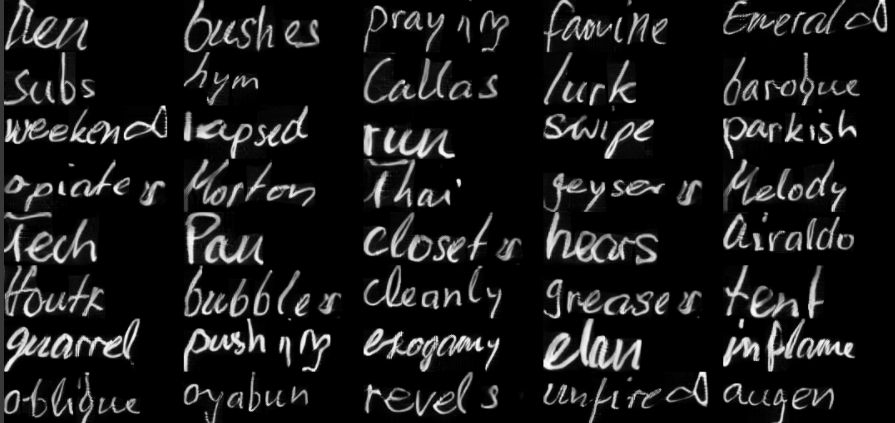 Den bushes praying famine Emerald
Subs hym Callas lurk baroque
weekend lapsed run swipe parkish
opiates Morton Thai geysers Melody
Tech Pau closets hears Airaldo
bubbles cleanly greases tent
quarrel pushing exogamy elan inflame
oblique oyabun revels unfired augen